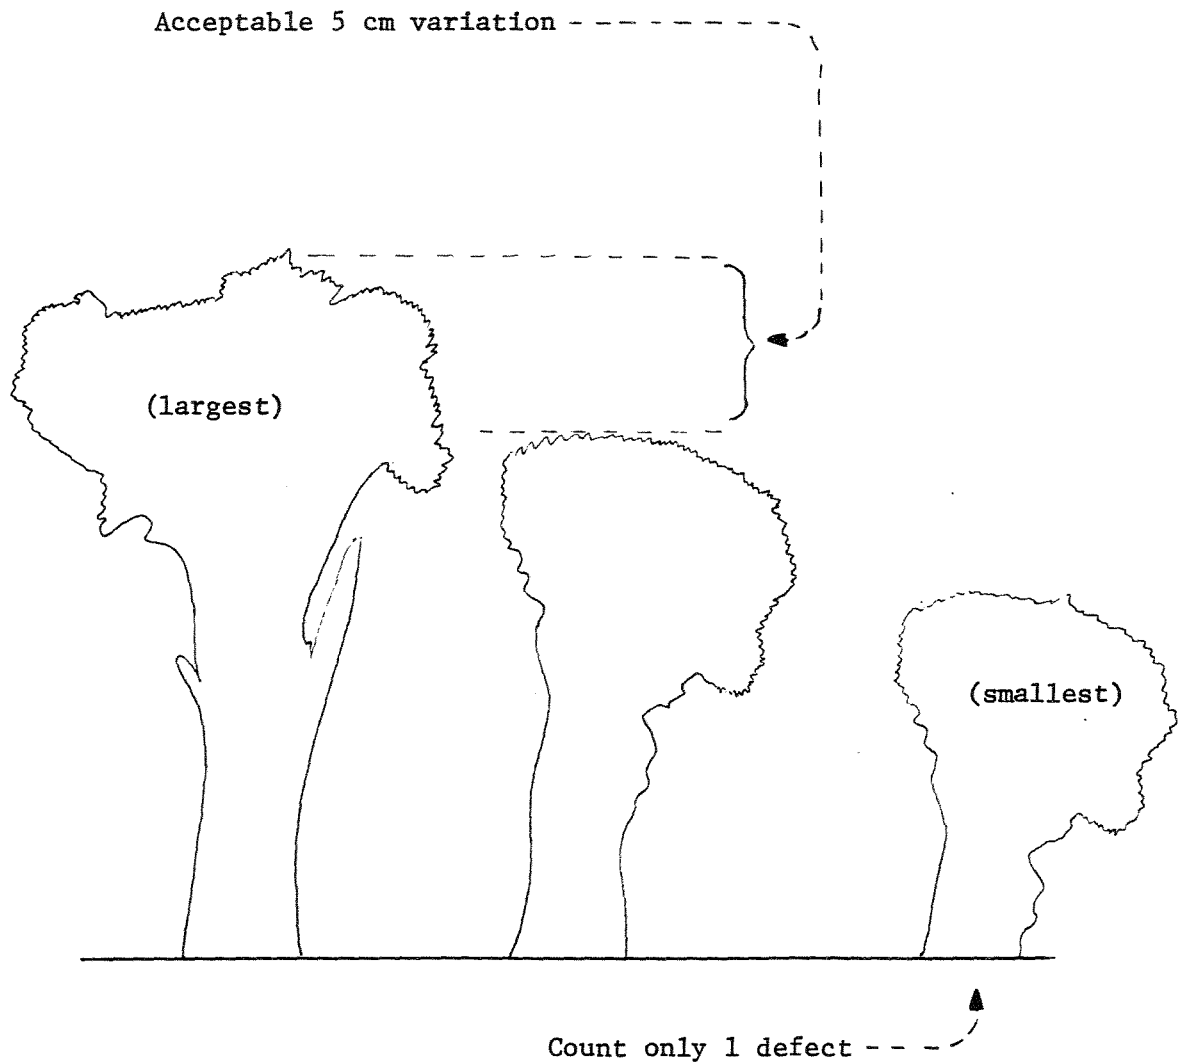 Acceptable 5 cm variation
(largest)
(smallest)
Count only 1 defect